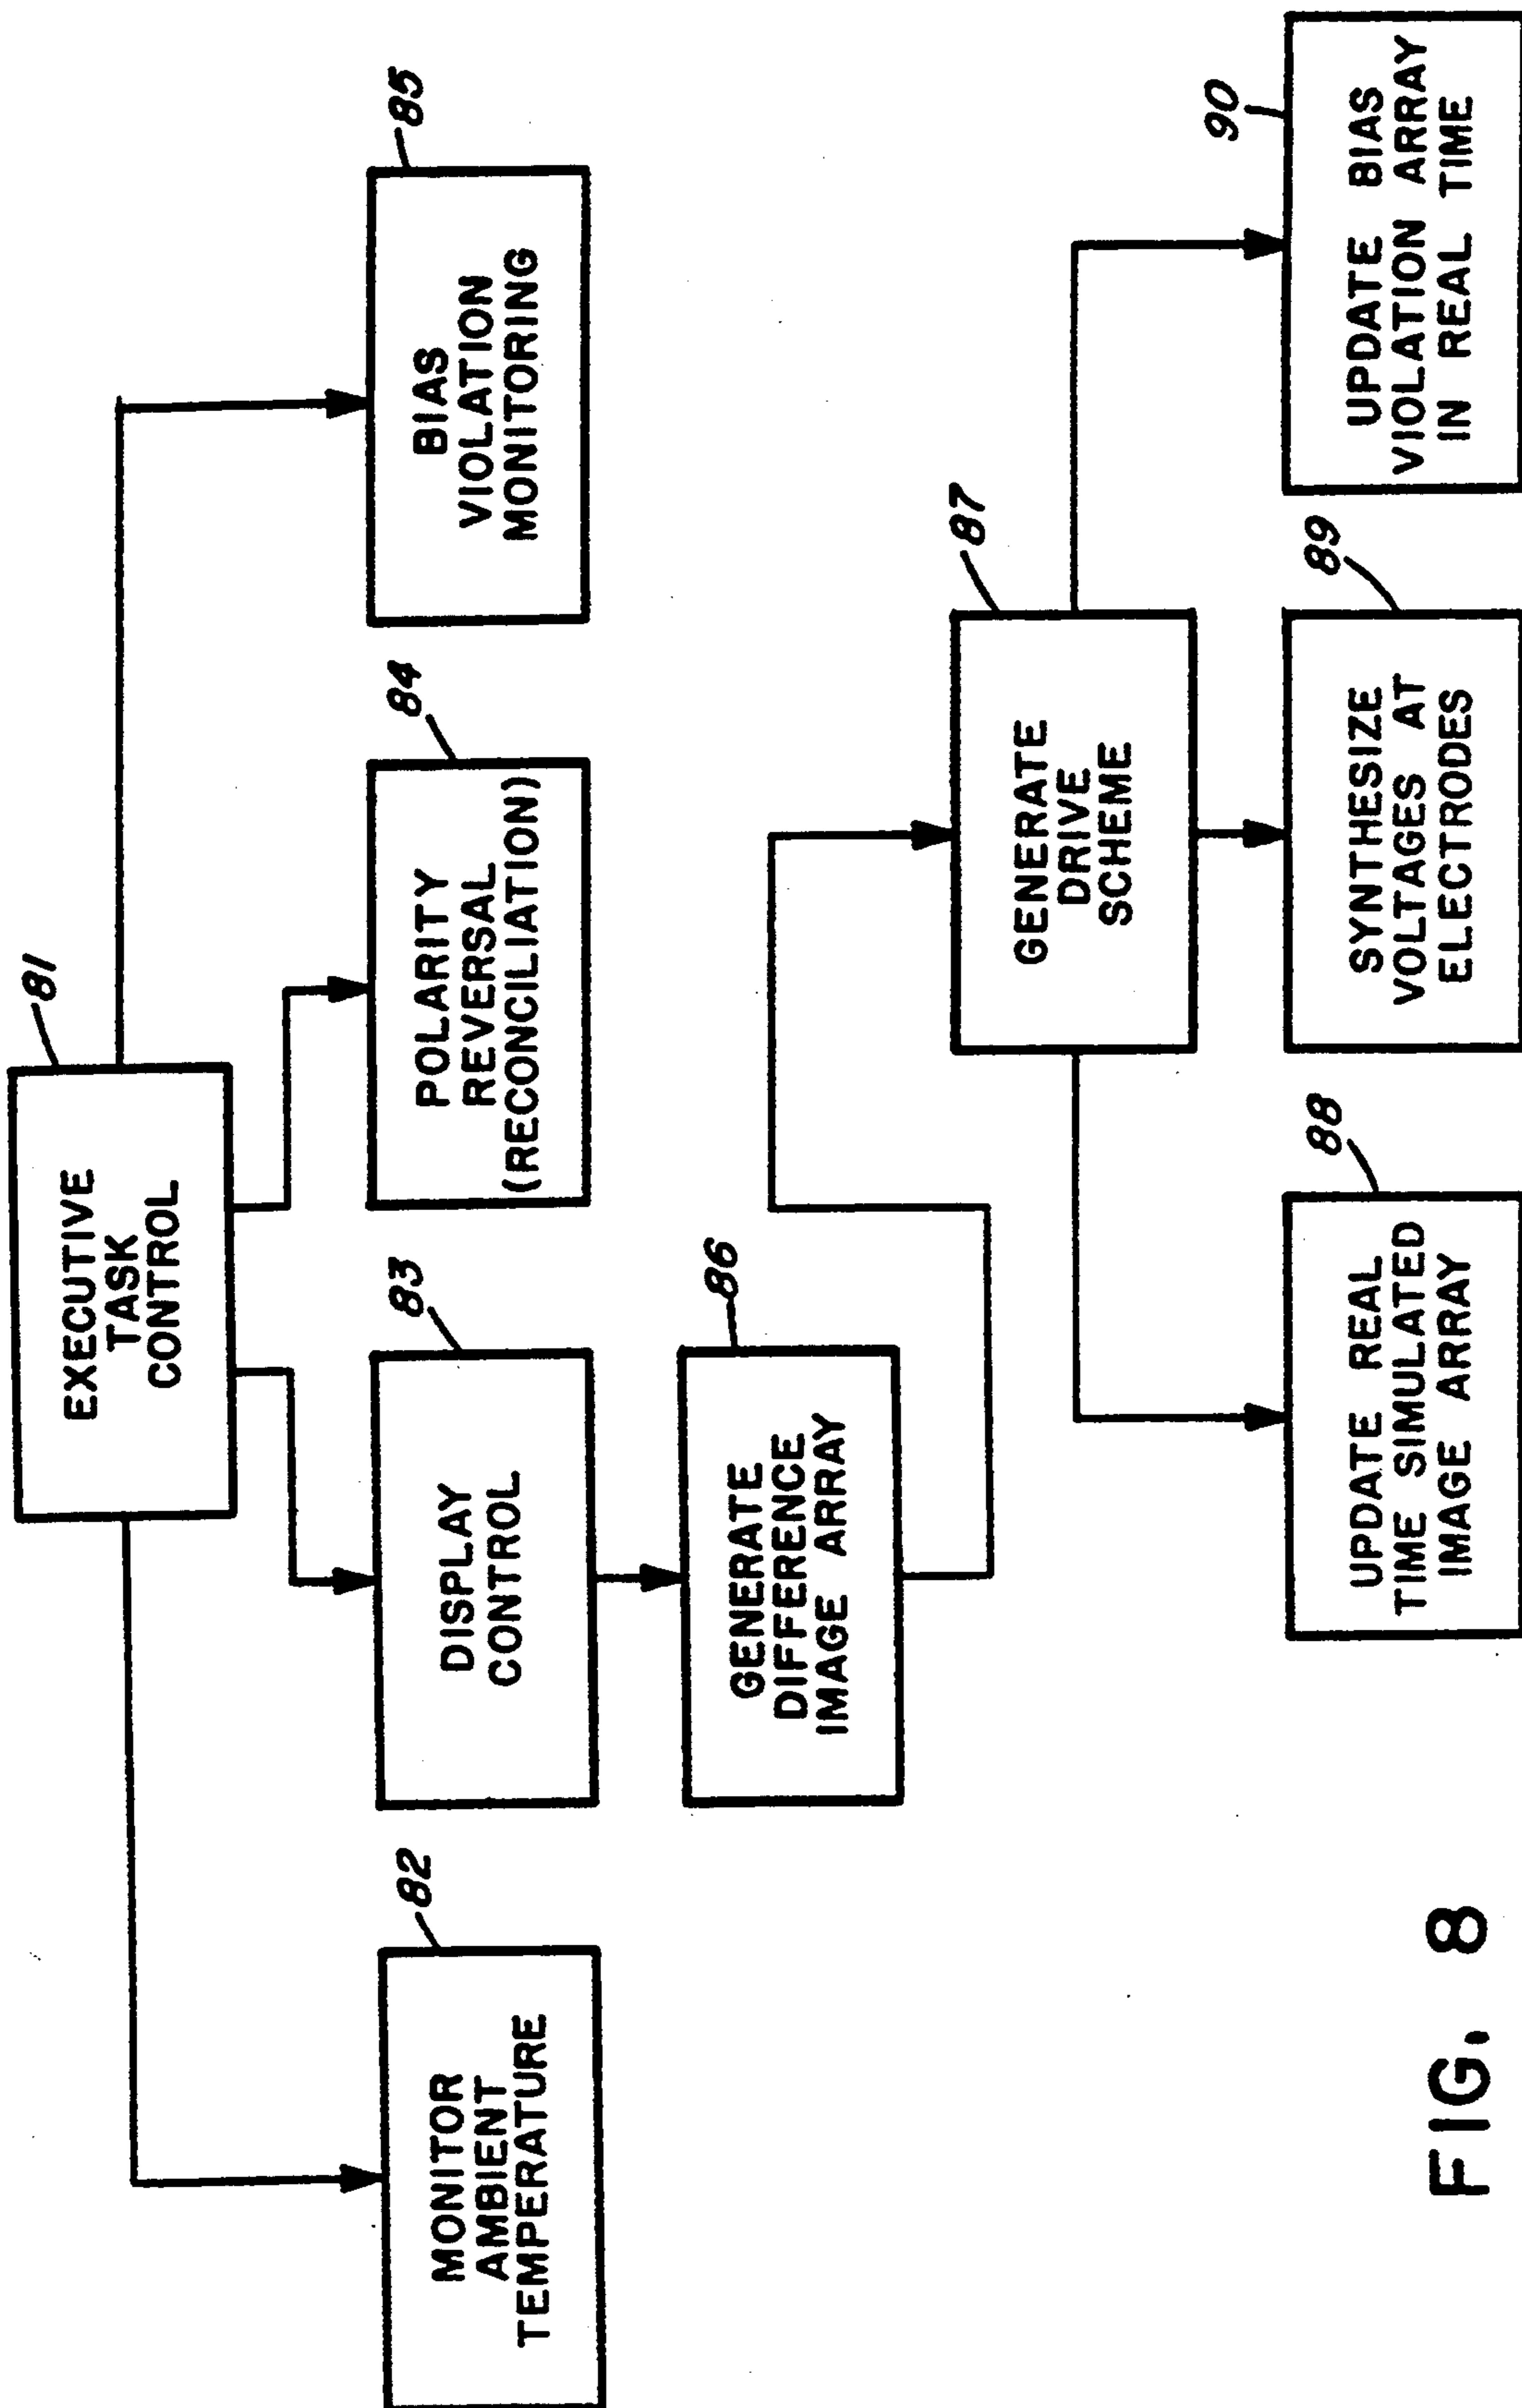 81
EXECUTIVE
TASK
CONTROL
82
MONITOR
AMBIENT
TEMPERATURE
83
DISPLAY
CONTROL
84
POLARITY
REVERSAL
(RECONCILIATION)
85
BIAS
VIOLATION
MONITORING
86
GENERATE
DIFFERENCE
IMAGE ARRAY
87
GENERATE
DRIVE
SCHEME
88
UPDATE REAL
TIME SIMULATED
IMAGE ARRAY
89
SYNTHESIZE
VOLTAGES AT
ELECTRODES
90
UPDATE BIAS
VIOLATION ARRAY
IN REAL TIME
FIG. 8